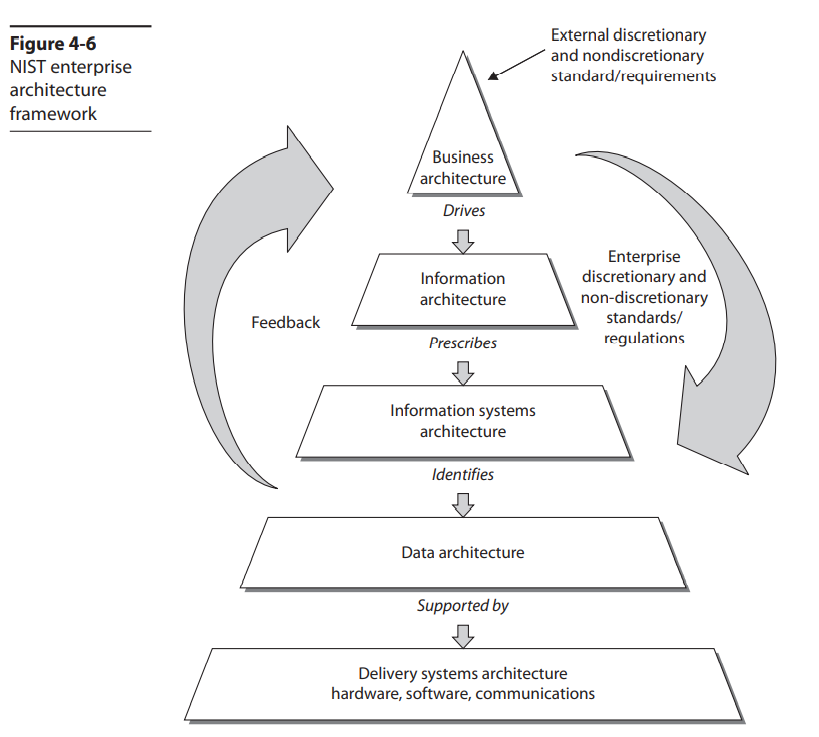 Figure 4-6
NIST enterprise
architecture
framework
External discretionary
and nondiscretionary
standard/requirements
Business
architecture
Drives
Information
architecture
Enterprise
discretionary and
non-discretionary
standards/
regulations
Feedback
Prescribes
Information systems
architecture
Identifies
Data architecture
Supported by
Delivery systems architecture
hardware, software, communications